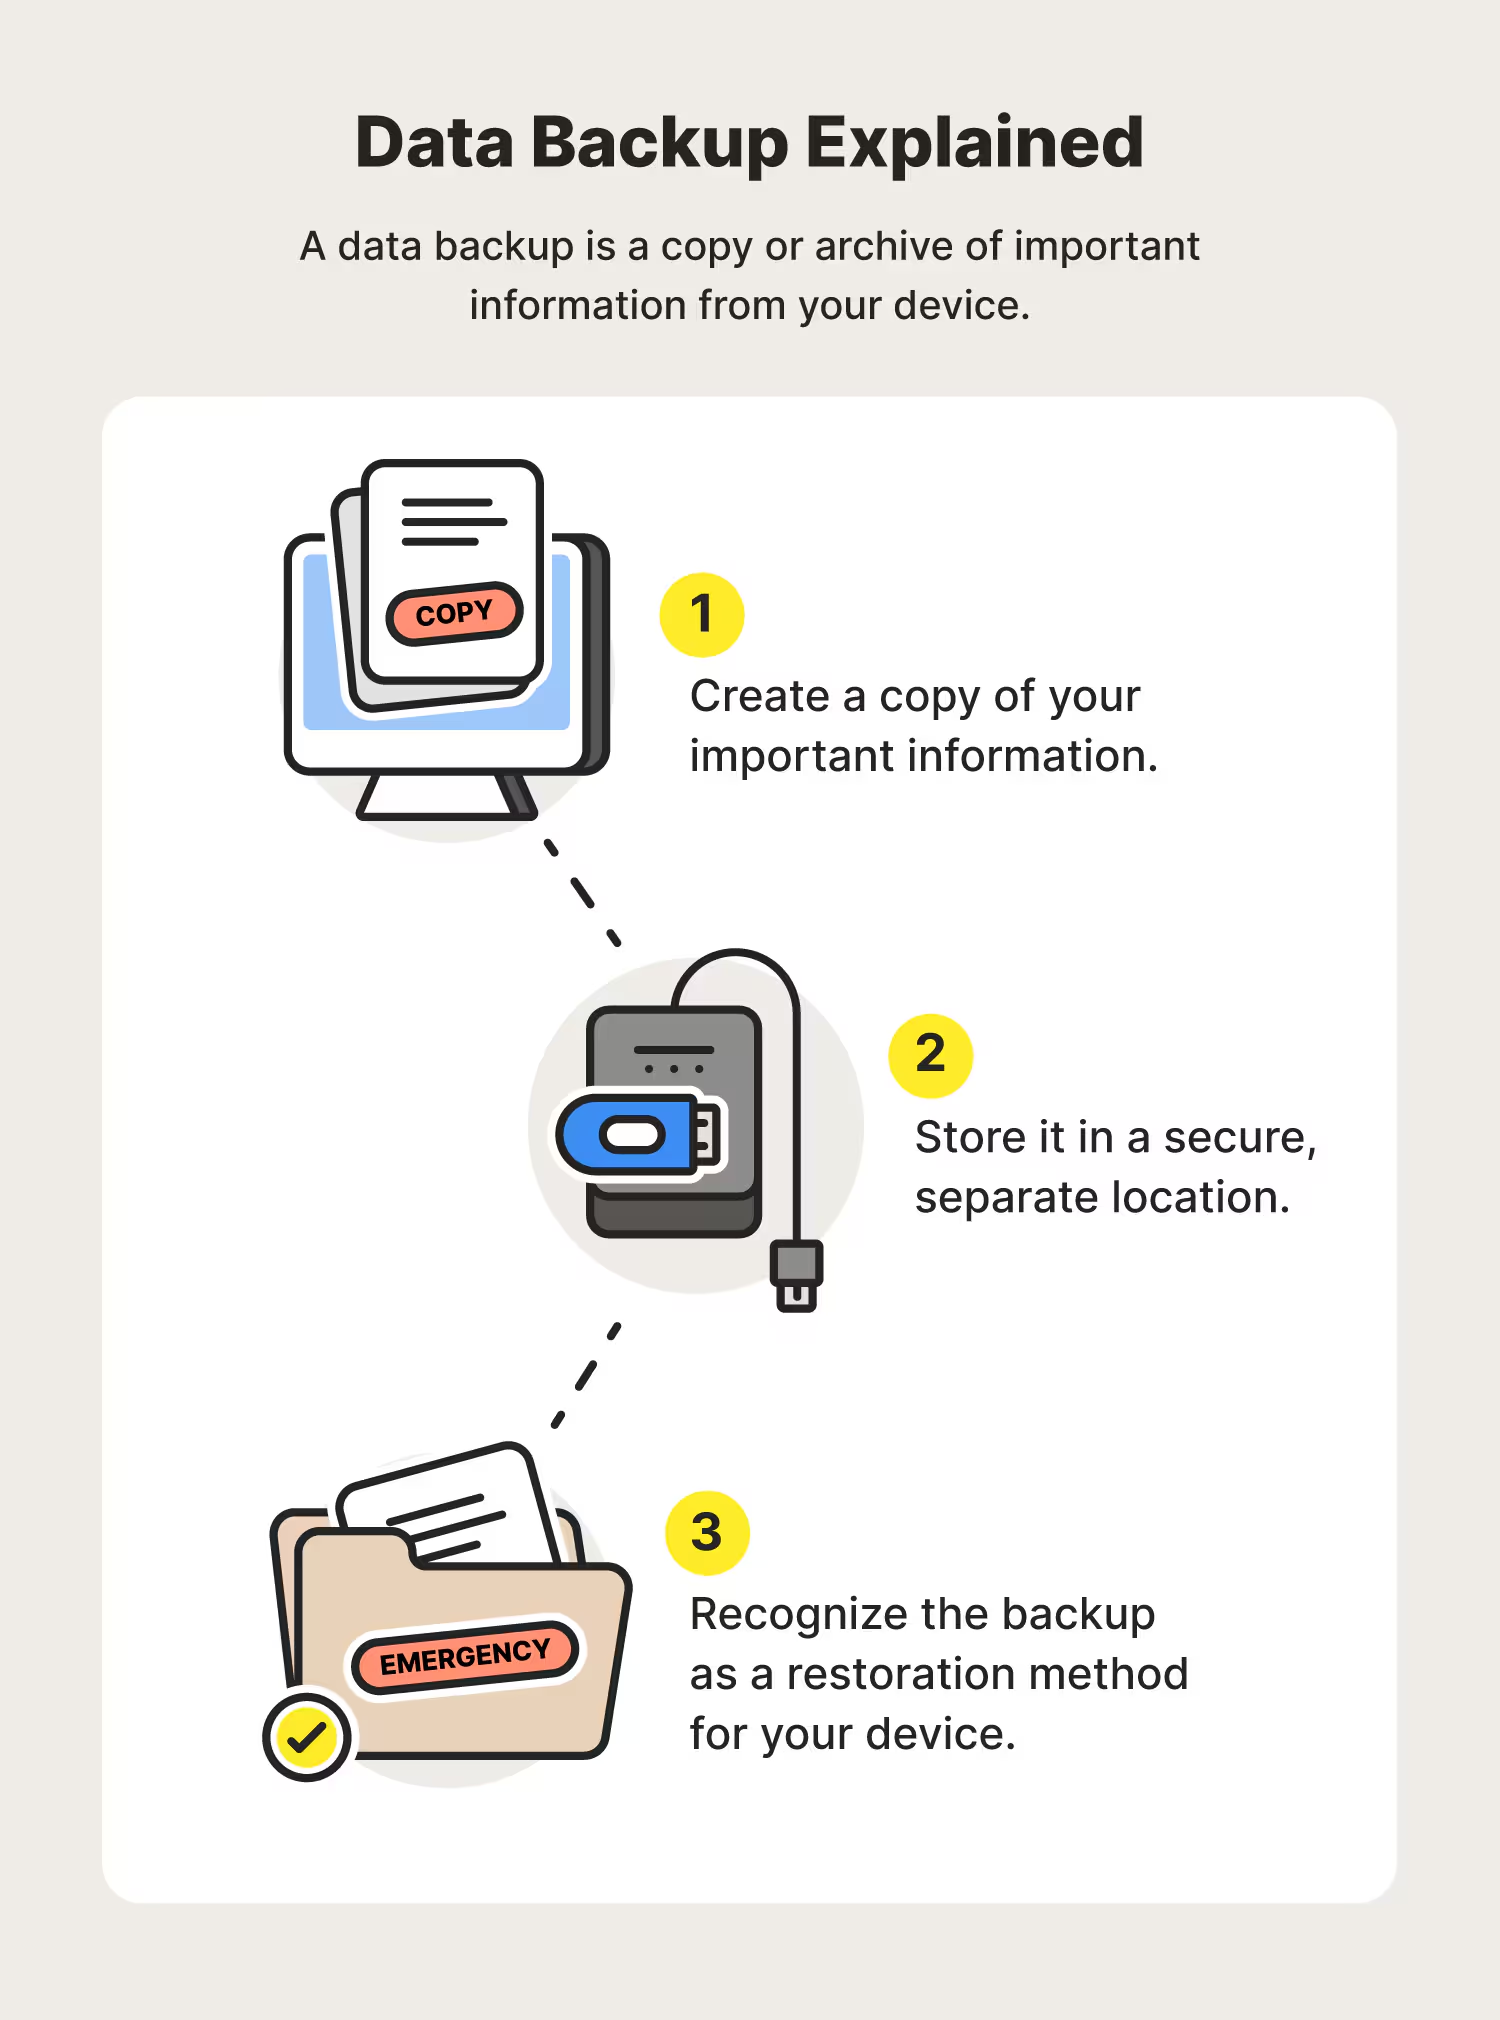 Data Backup Explained
A data backup is a copy or archive of important
information from your device.
COPY
1
Create a copy of your
important information.
2
Store it in a secure,
separate location.
3
Recognize the backup
as a restoration method
for your device.
EMERGENCY